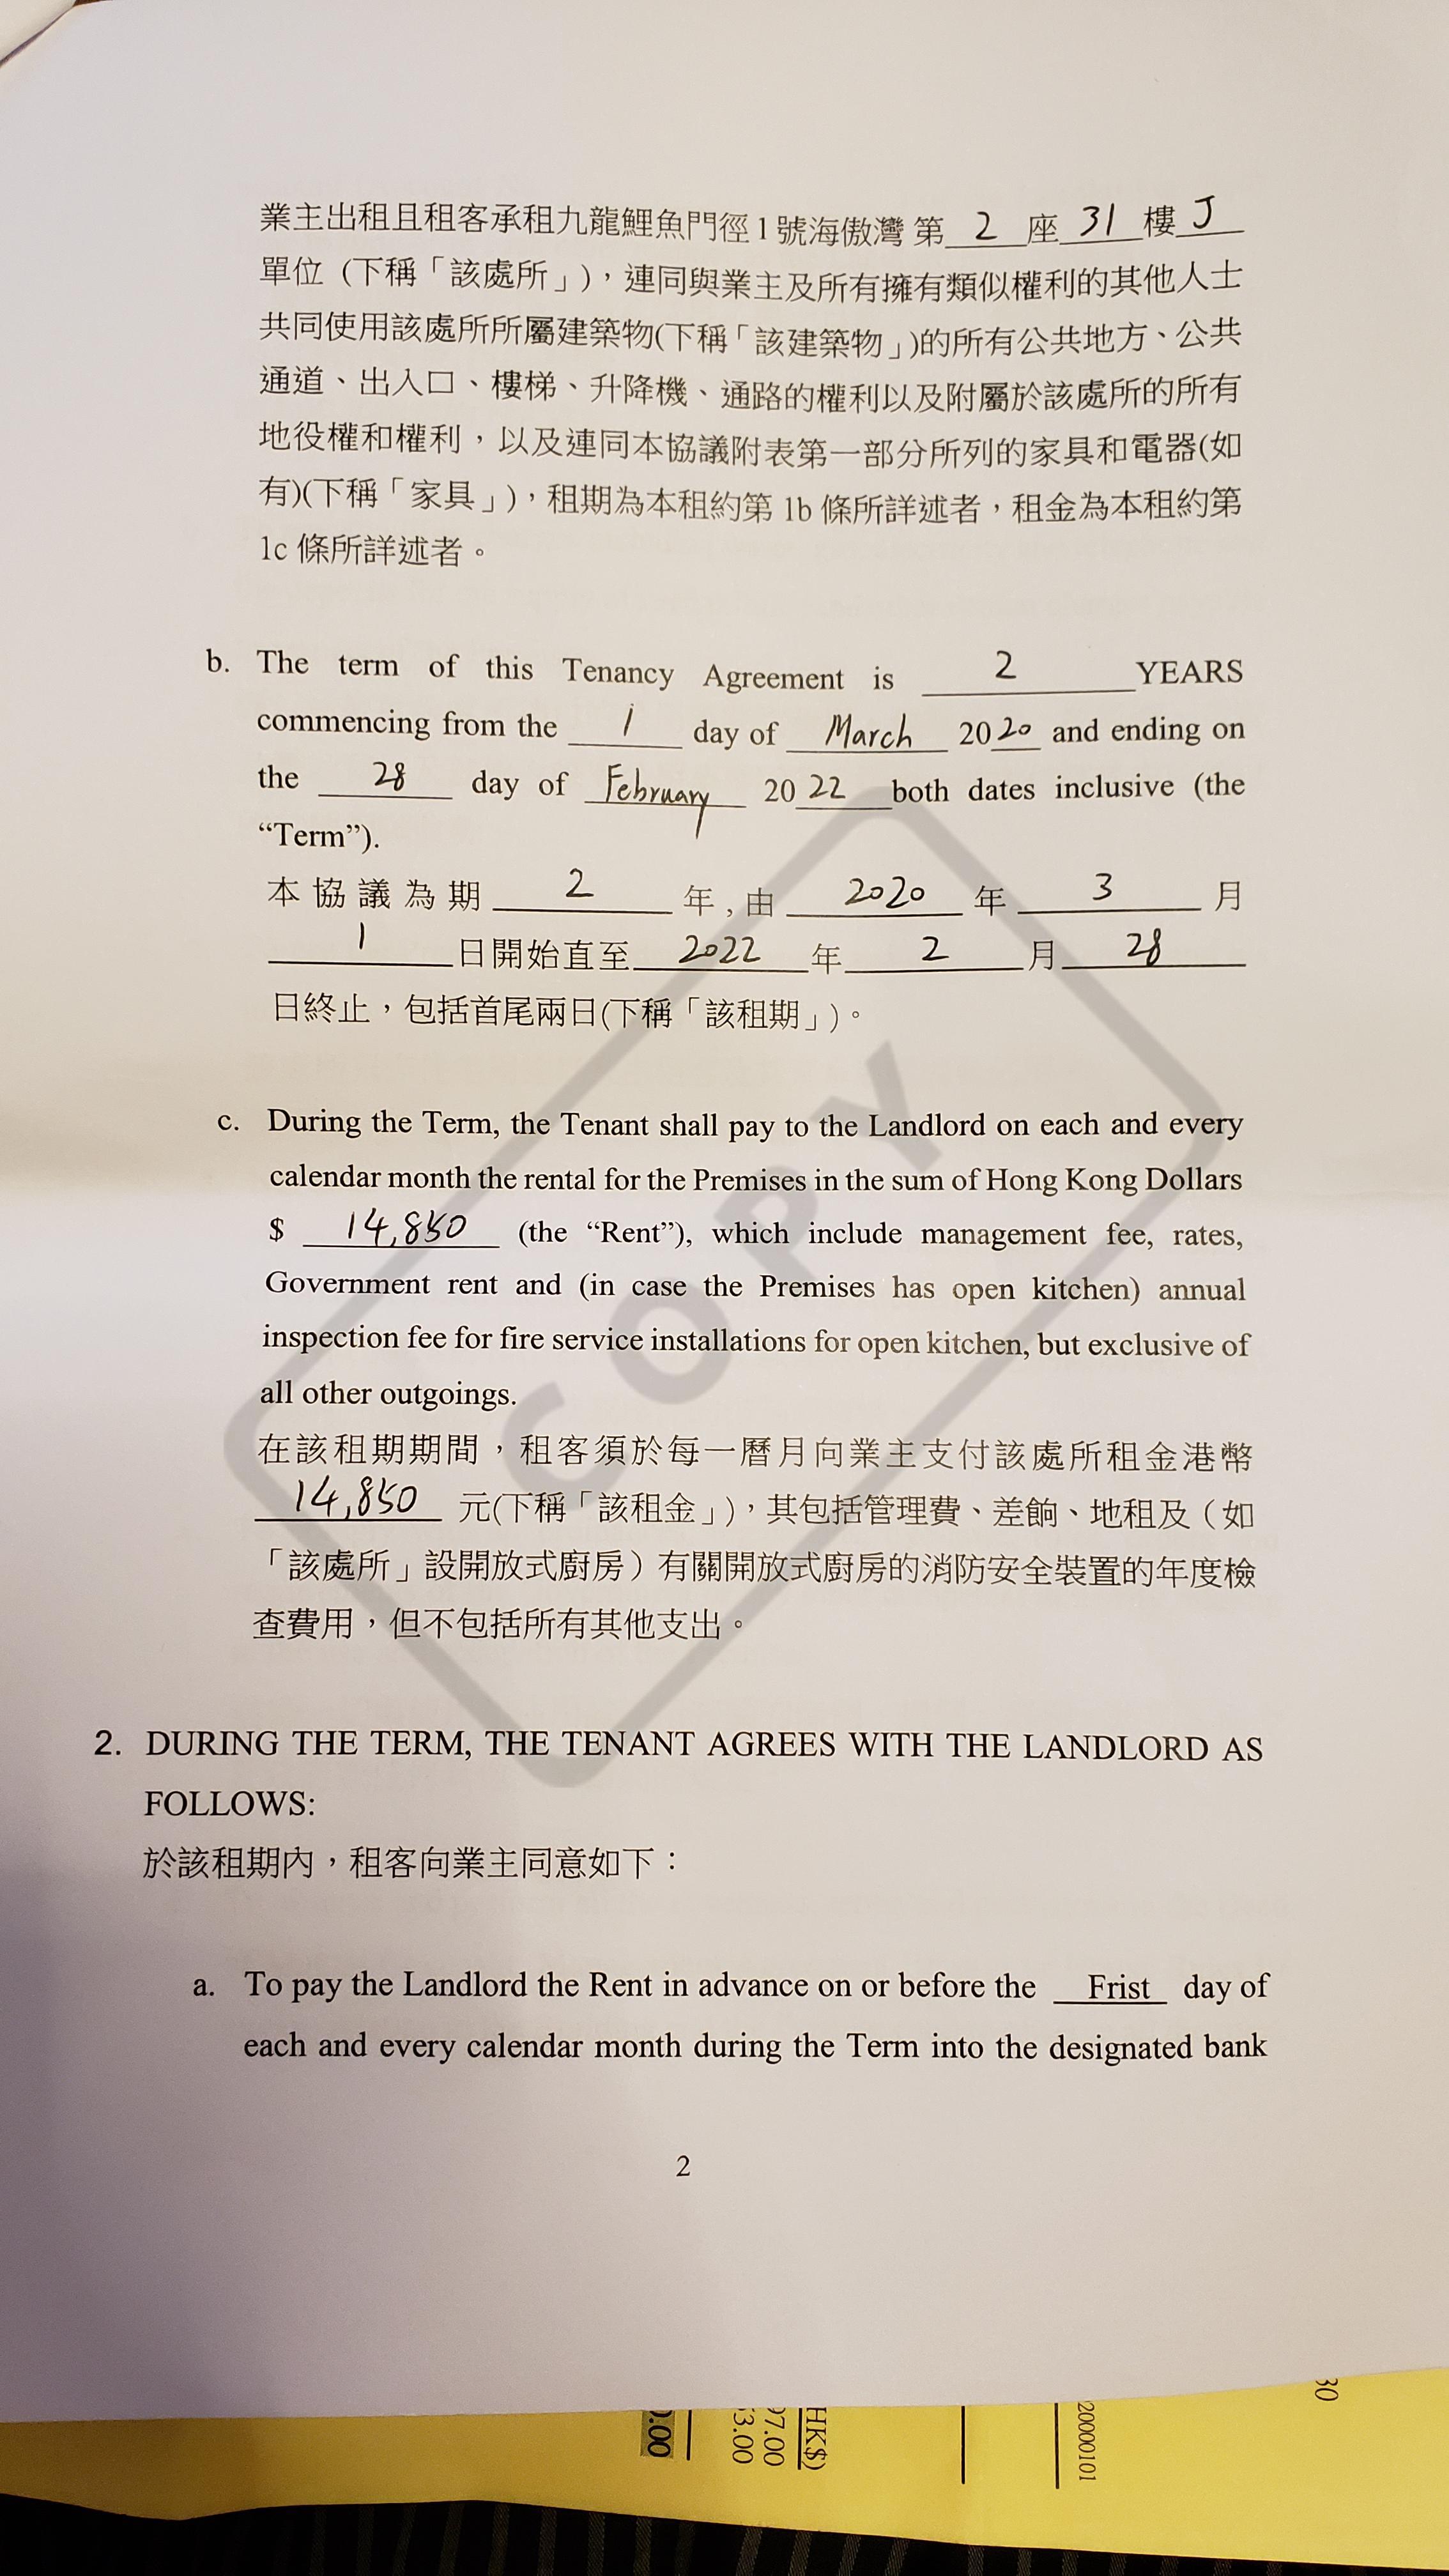 業主出租且租客承租九龍鯉魚門徑1號海傲灣 第 2 座 31 樓 J
單位 (下稱「該處所」)，連同與業主及所有擁有類似權利的其他人士
共同使用該處所所屬建築物(下稱「該建築物」)的所有公共地方、公共
通道、出入口、樓梯、升降機、通路的權利以及附屬於該處所的所有
地役權和權利，以及連同本協議附表第一部分所列的家具和電器(如
有)(下稱「家具」)，租期為本租約第 1b 條所詳述者，租金為本租約第
1c 條所詳述者。
b. The term of this Tenancy Agreement is 2 YEARS
commencing from the 1 day of March 2020 and ending on
the 28 day of February 2022 both dates inclusive (the
“Term”).
本協議為期 2 年,由 2020 年 3 月
1 日開始直至 2022 年 2 月 28
日終止，包括首尾兩日(下稱「該租期」)。
c. During the Term, the Tenant shall pay to the Landlord on each and every
calendar month the rental for the Premises in the sum of Hong Kong Dollars
$ 14,850 (the “Rent”), which include management fee, rates,
Government rent and (in case the Premises has open kitchen) annual
inspection fee for fire service installations for open kitchen, but exclusive of
all other outgoings.
在該租期期間，租客須於每一曆月向業主支付該處所租金港幣
14,850 元(下稱「該租金」)，其包括管理費、差餉、地租及（如
「該處所」設開放式廚房）有關開放式廚房的消防安全裝置的年度檢
查費用，但不包括所有其他支出。
COPY
2. DURING THE TERM, THE TENANT AGREES WITH THE LANDLORD AS
FOLLOWS:
於該租期內，租客向業主同意如下：
a. To pay the Landlord the Rent in advance on or before the Frist day of
each and every calendar month during the Term into the designated bank
2
HK$)
97.00
3.00
0.00
20000101
30